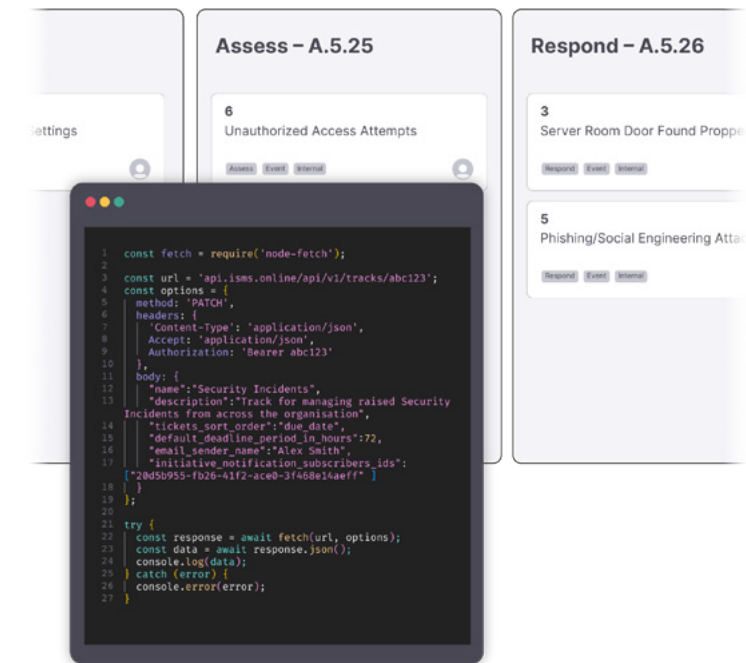 Assess – A.5.25
Respond – A.5.26
6
Unauthorized Access Attempts
Assess Event Internal
3
Server Room Door Found
Respond Event Internal
5
Phishing/Social Engineering
Respond Event Internal
1 const fetch = require('node-fetch');
2
3 const url = 'api.isms.online/api/v1/tracks/abc123';
4 const options = {
5 method: 'PATCH',
6 headers: {
7 'Content-Type': 'application/json',
8 Accept: 'application/json',
9 Authorization: 'Bearer abc123'
10 },
11 body: {
12 "name":"Security Incidents",
13 "description":"Track for managing raised Security
Incidents from across the organisation",
14 "tickets_sort_order":"due_date",
15 "default_deadline_period_in_hours":72,
16 "email_sender_name":"Alex Smith",
17 "initiative_notification_subscribers_ids":
["20d5b955-fb26-41f2-ace0-3f468e14aeff" ]
18 }
19 };
20
21 try {
22 const response = await fetch(url, options);
23 const data = await response.json();
24 console.log(data);
25 } catch (error) {
26 console.error(error);
27 }